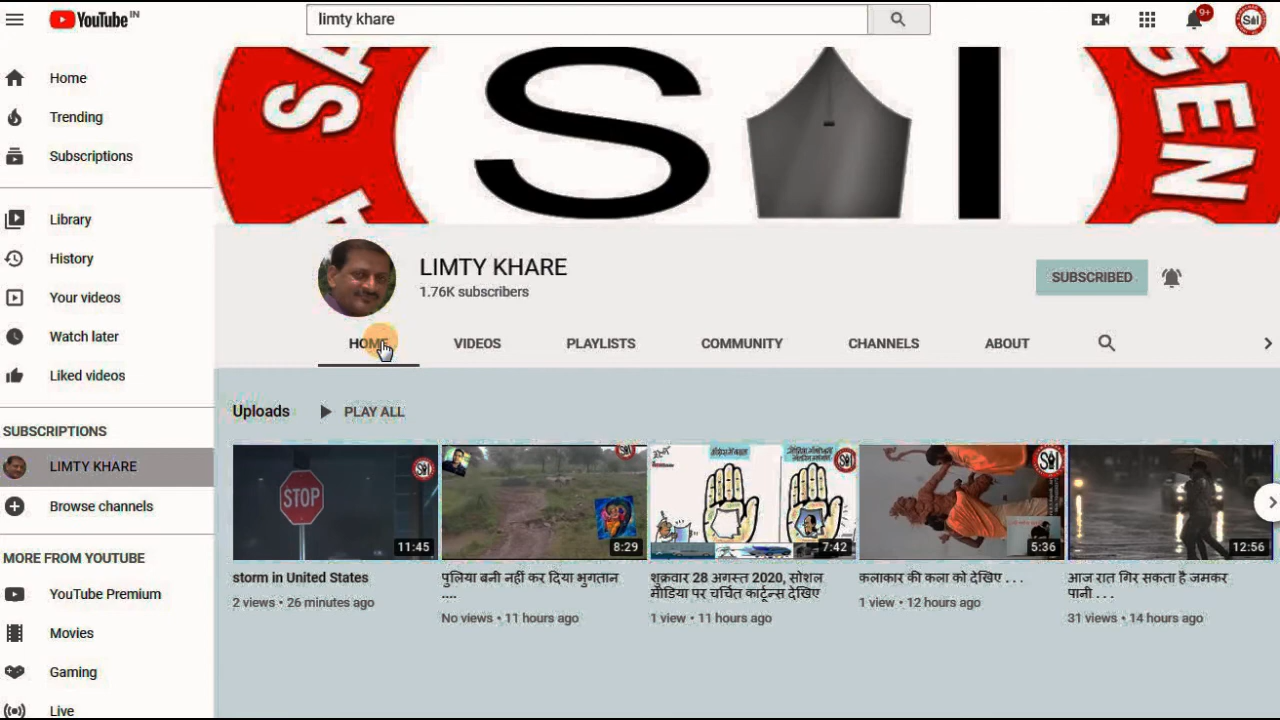 YouTube IN
limty khare
9+
SAI
Home
Trending
Subscriptions
Library
History
Your videos
Watch later
Liked videos
SUBSCRIPTIONS
LIMTY KHARE
Browse channels
MORE FROM YOUTUBE
YouTube Premium
Movies
Gaming
Live
SA
S I
GENC
LIMTY KHARE
1.76K subscribers
SUBSCRIBED
HOME
VIDEOS
PLAYLISTS
COMMUNITY
CHANNELS
ABOUT
Uploads
PLAY ALL
STOP
11:45
8:29
7:42
5:36
12:56
storm in United States
2 views • 26 minutes ago
पुलिया बनी नहीं कर दिया भुगतान
....
No views • 11 hours ago
शुक्रवार 28 अगस्त 2020, सोशल
मीडिया पर चर्चित कार्टून्स देखिए
1 view • 11 hours ago
कलाकार की कला को देखिए . . .
1 view • 12 hours ago
आज रात गिर सकता है जमकर
पानी . . .
31 views • 14 hours ago